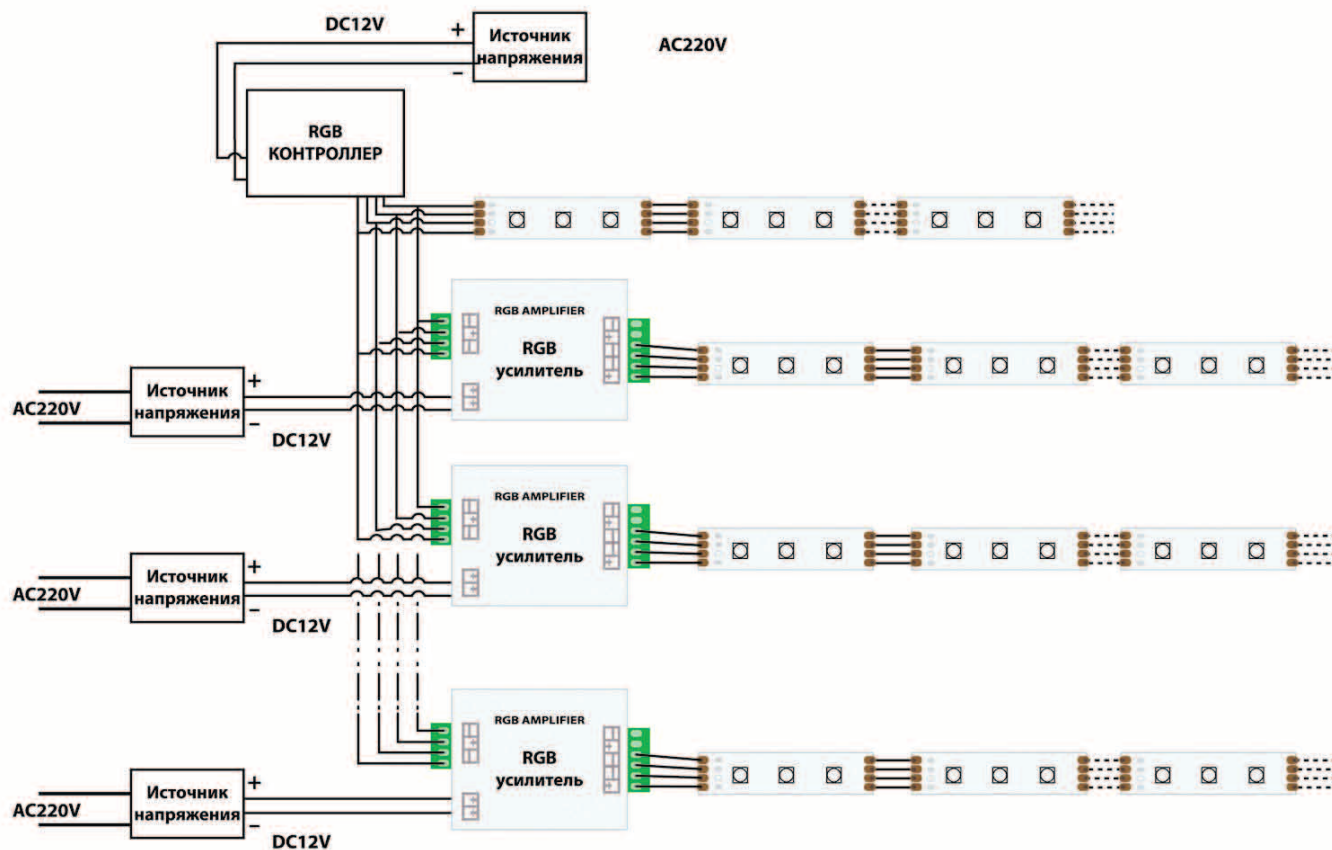 DC12V
+
Источник
напряжения
–
AC220V
RGB
КОНТРОЛЛЕР
RGB AMPLIFIER
RGB
усилитель
AC220V
Источник
напряжения
+
–
DC12V
RGB AMPLIFIER
RGB
усилитель
AC220V
Источник
напряжения
+
–
DC12V
RGB AMPLIFIER
RGB
усилитель
AC220V
Источник
напряжения
+
–
DC12V